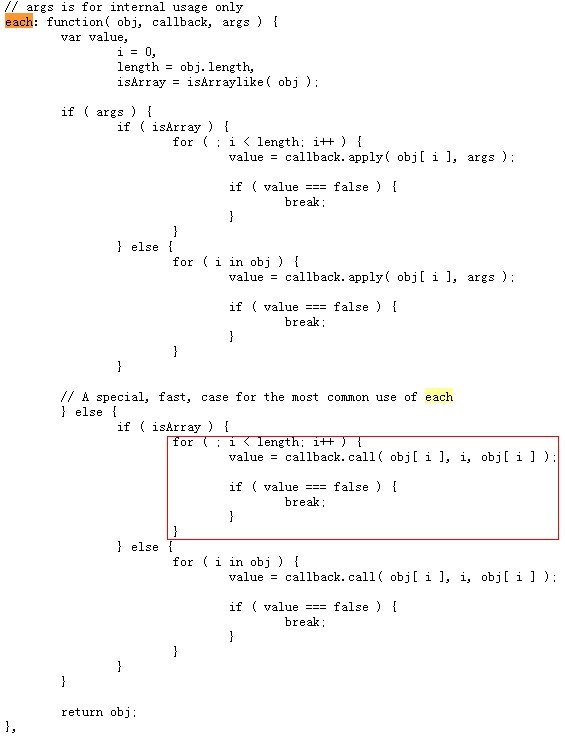 // args is for internal usage only
each: function( obj, callback, args ) {
var value,
i = 0,
length = obj.length,
isArray = isArraylike( obj );
if ( args ) {
if ( isArray ) {
for ( ; i < length; i++ ) {
value = callback.apply( obj[ i ], args );
if ( value === false ) {
break;
}
}
} else {
for ( i in obj ) {
value = callback.apply( obj[ i ], args );
if ( value === false ) {
break;
}
}
}
// A special, fast, case for the most common use of each
} else {
if ( isArray ) {
for ( ; i < length; i++ ) {
value = callback.call( obj[ i ], i, obj[ i ] );
if ( value === false ) {
break;
}
}
} else {
for ( i in obj ) {
value = callback.call( obj[ i ], i, obj[ i ] );
if ( value === false ) {
break;
}
}
}
}
return obj;
},